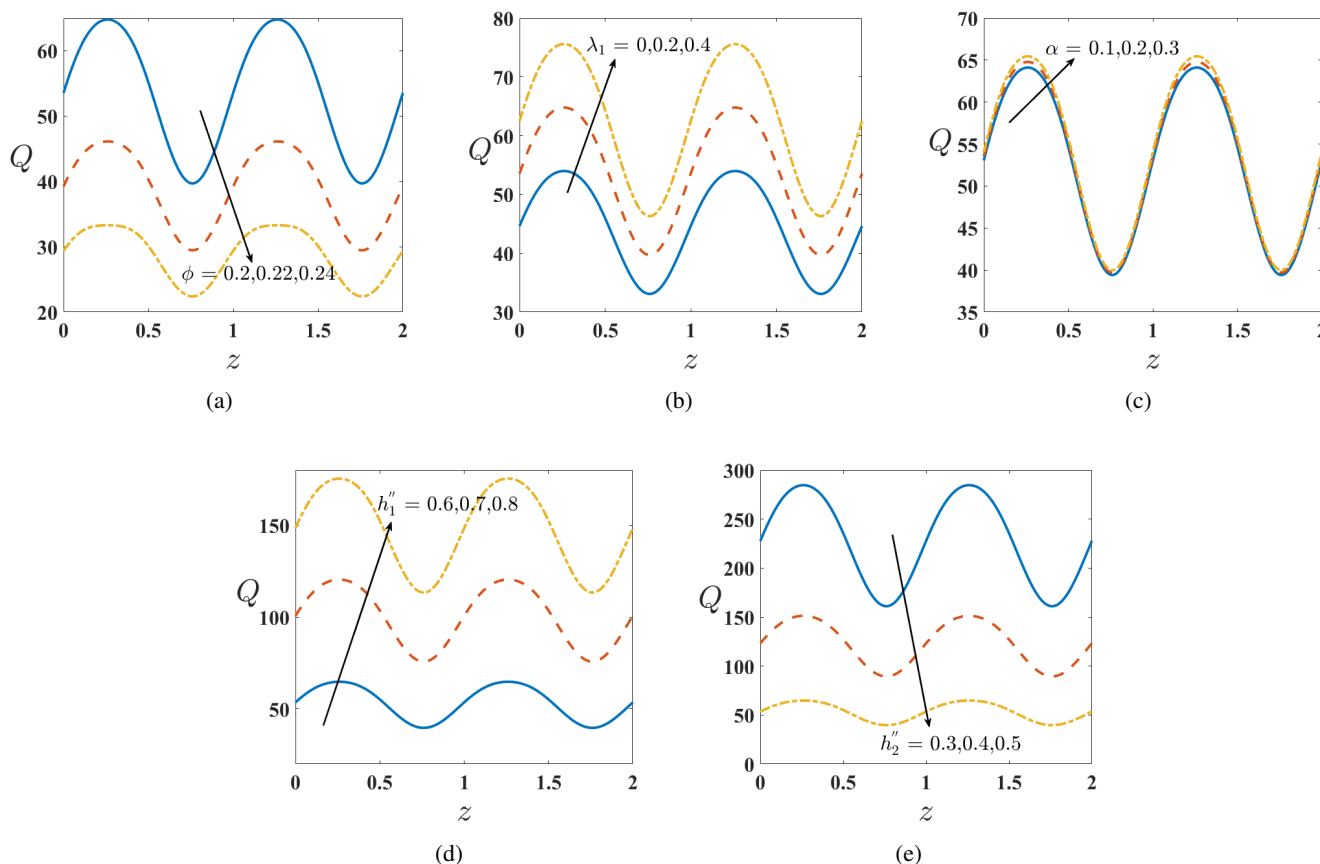 65
60
50
Q
40
30
20
ϕ = 0.2,0.22,0.24
0 0.5 1 1.5 2
z
(a)
80
70
60
Q
50
40
30
λ₁ = 0,0.2,0.4
0 0.5 1 1.5 2
z
(b)
70
65
60
55
Q
50
45
40
35
α = 0.1,0.2,0.3
0 0.5 1 1.5 2
z
(c)
150
Q
100
50
h₁″ = 0.6,0.7,0.8
0 0.5 1 1.5 2
z
(d)
300
250
200
Q
150
100
50
0
h₂″ = 0.3,0.4,0.5
0 0.5 1 1.5 2
z
(e)